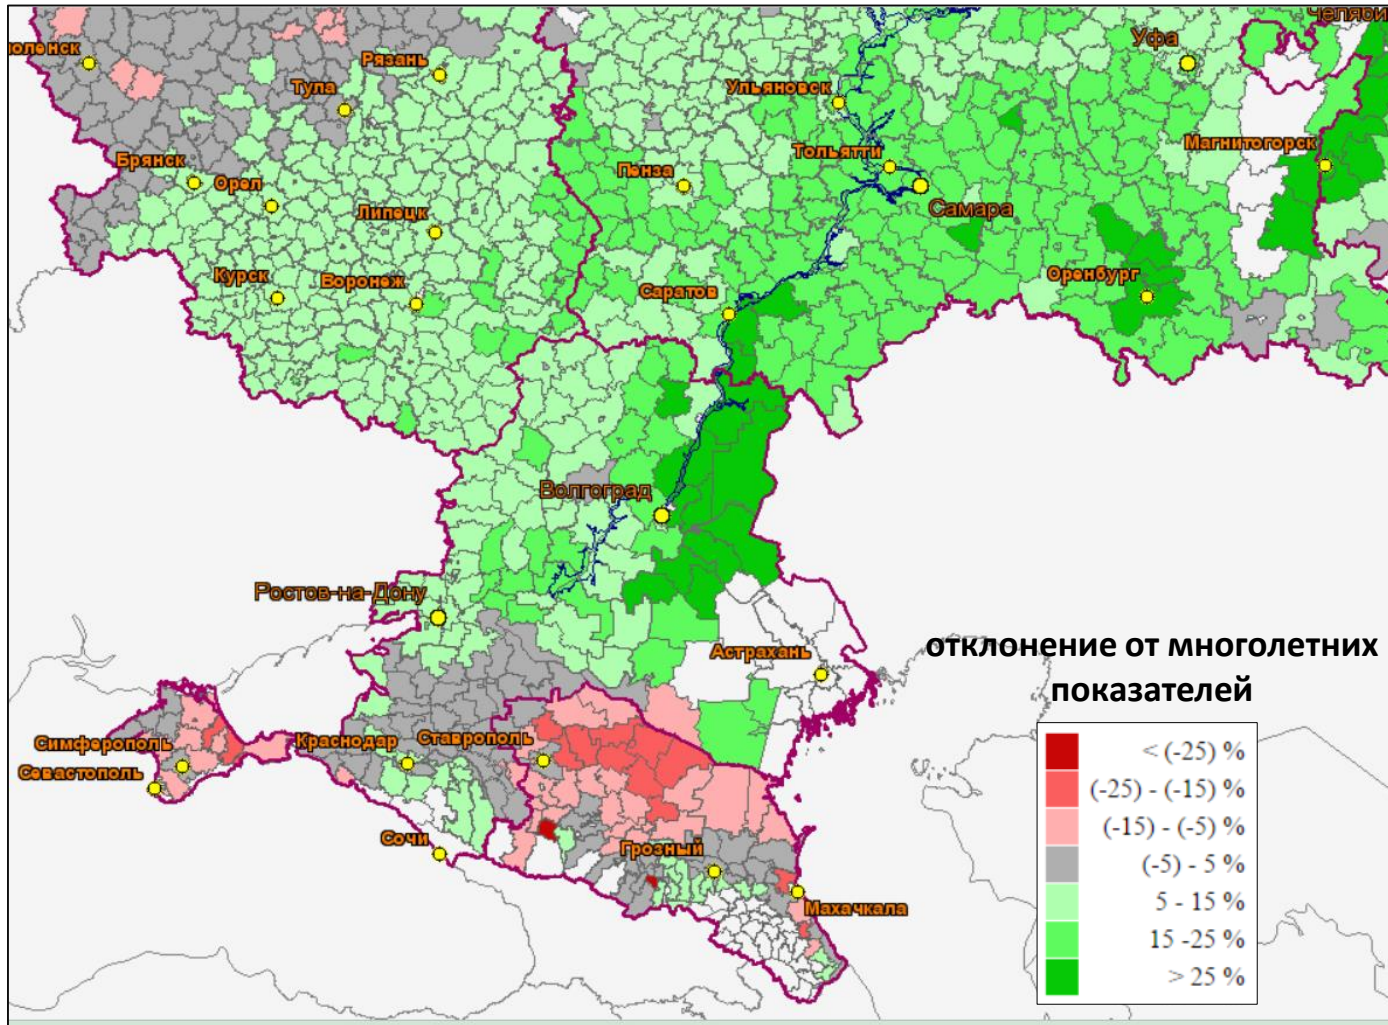 Челяби
Уфа
моленск
Рязань
Тула
Ульяновск
Магнитогорск
Тольятти
Брянск
Орел
Пенза
Самара
Липецк
Курск
Воронеж
Оренбург
Саратов
Волгоград
Ростов-на-Дону
Астрахань
отклонение от многолетних
показателей
Симферополь
Краснодар
Ставрополь
Севастополь
Сочи
Грозный
Махачкала
< (-25) %
(-25) - (-15) %
(-15) - (-5) %
(-5) - 5 %
5 - 15 %
15 -25 %
> 25 %